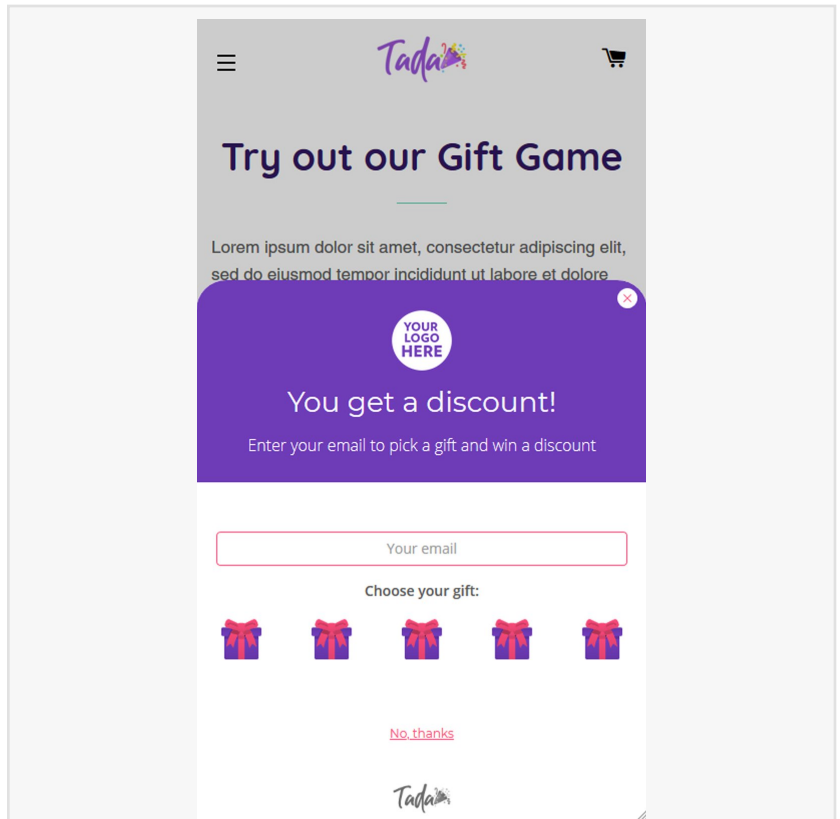 Tada
Try out our Gift Game
Lorem ipsum dolor sit amet, consectetur adipiscing elit,
sed do eiusmod tempor incididunt ut labore et dolore
YOUR
LOGO
HERE
You get a discount!
Enter your email to pick a gift and win a discount
Your email
Choose your gift:
No, thanks
Tada